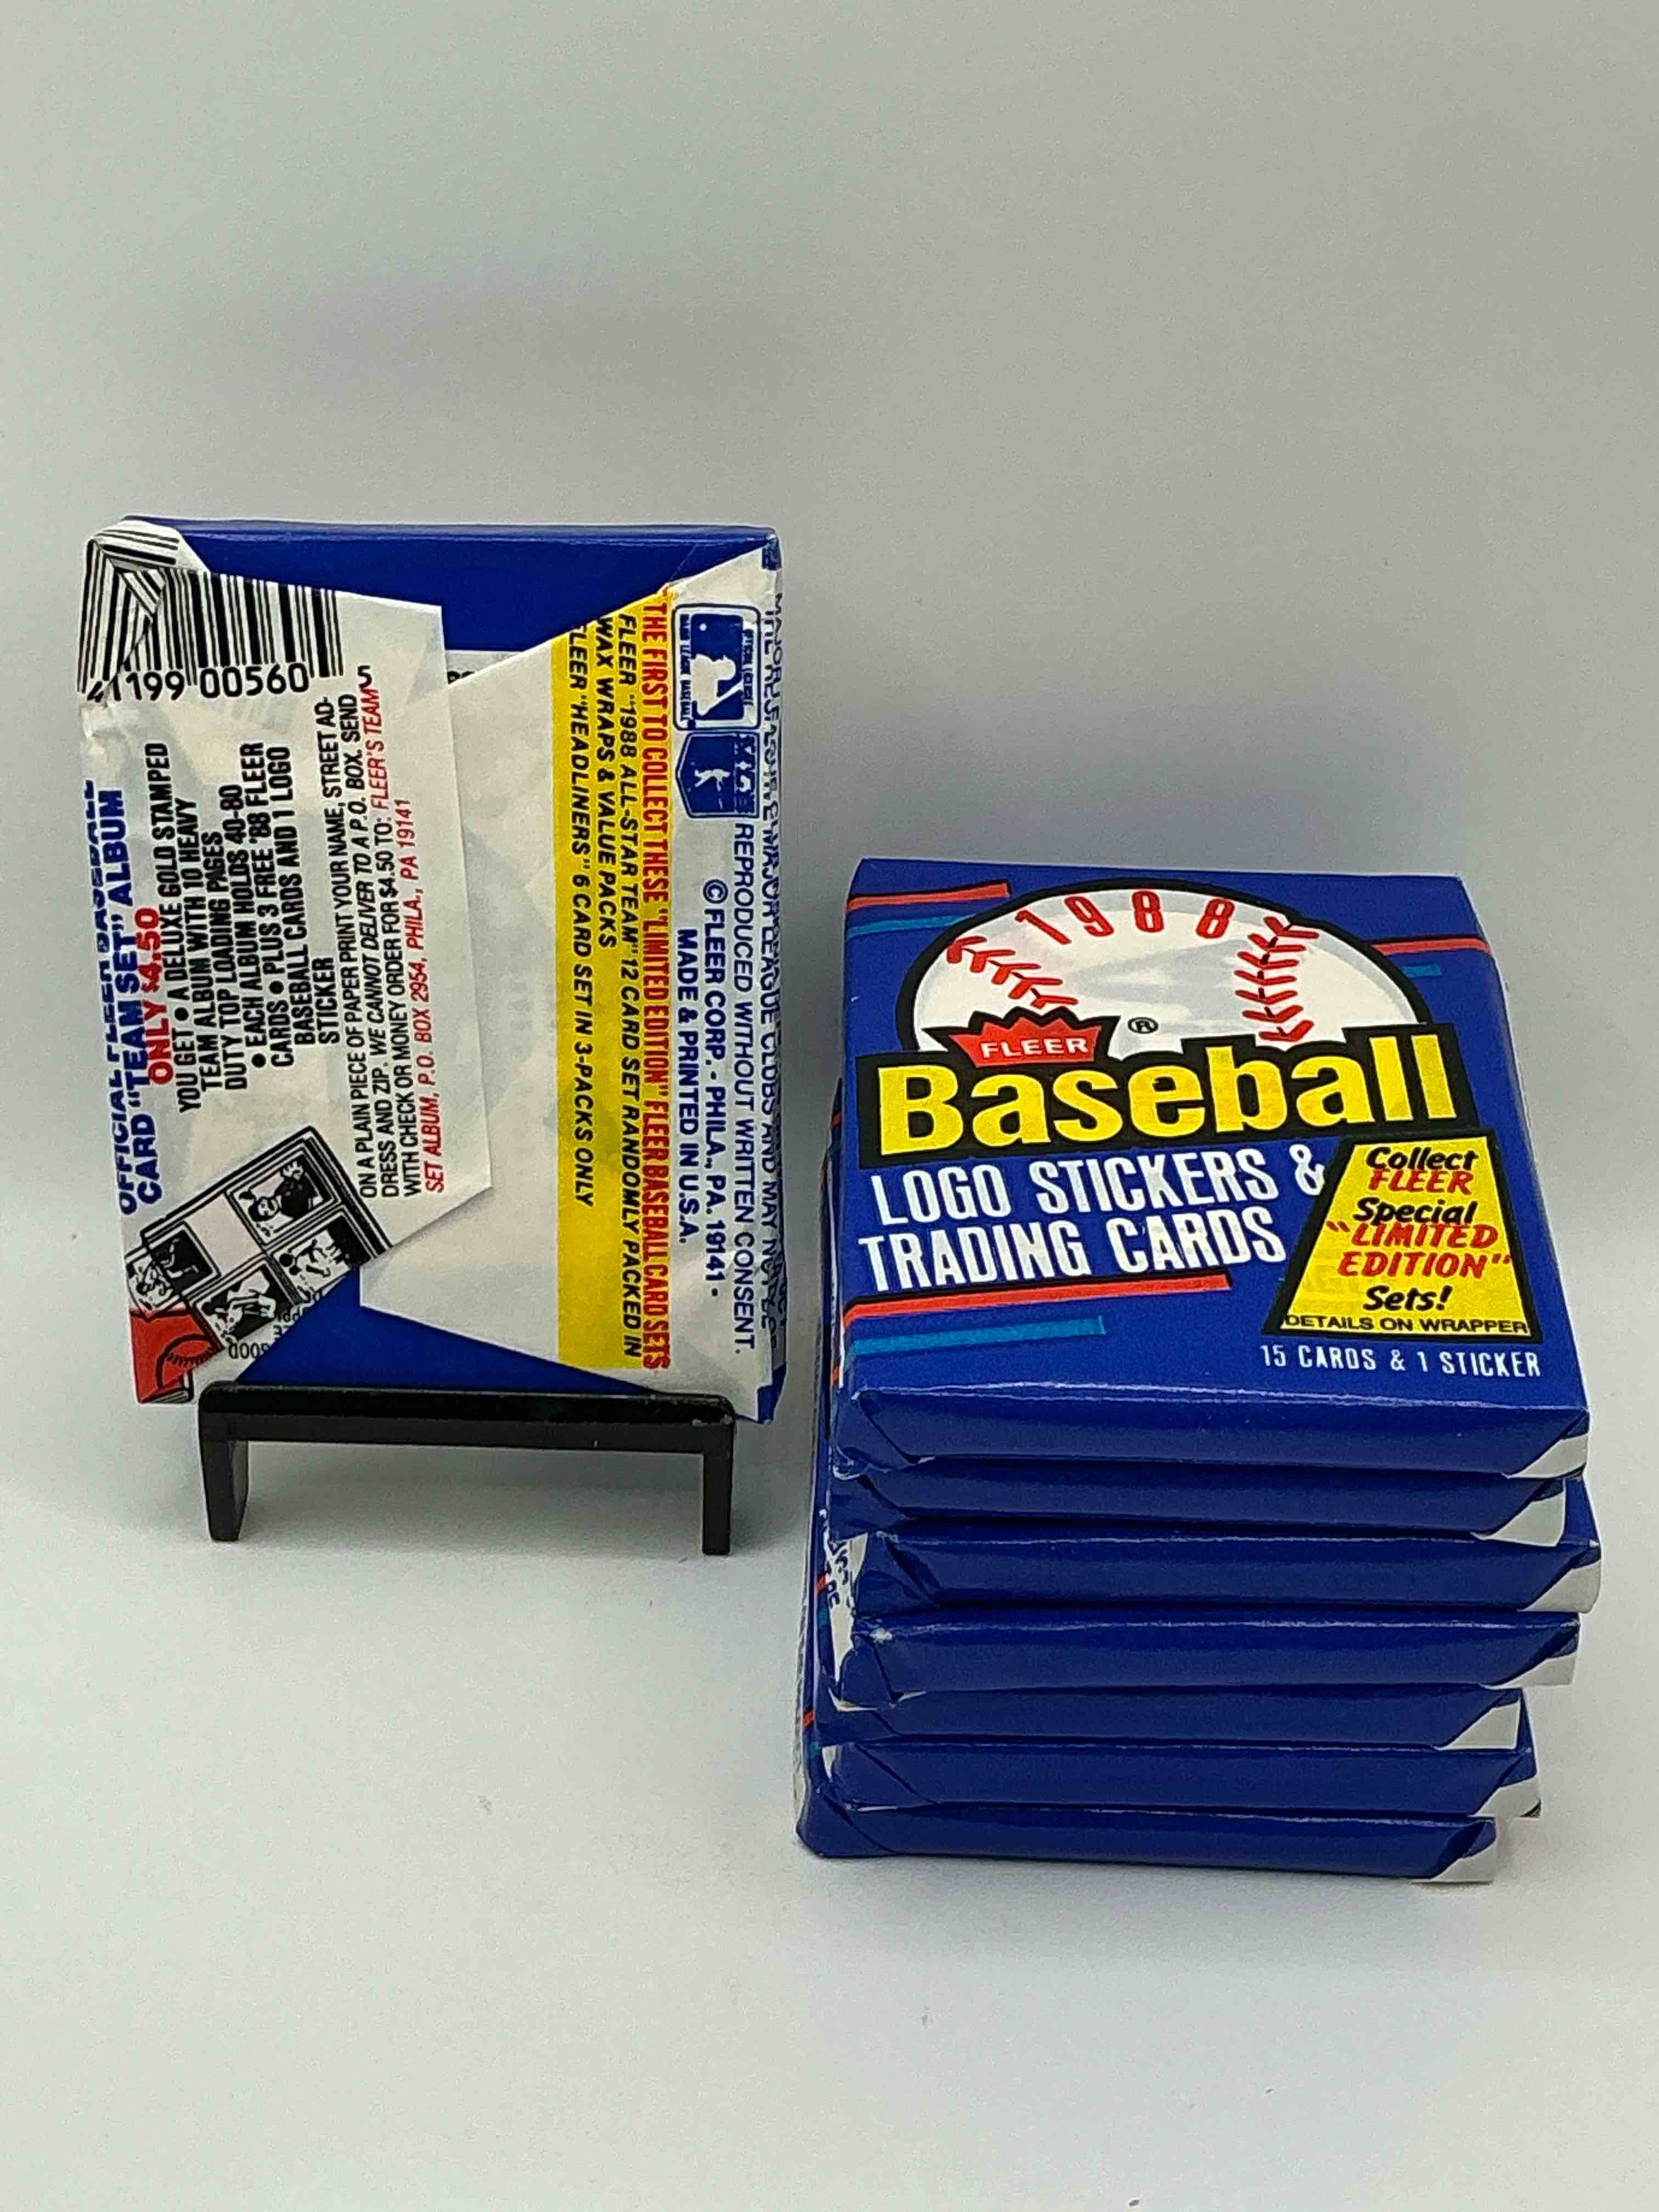 41199 00560
OFFICIAL FLEER BASEBALL
CARD "TEAM SET" ALBUM
ONLY $4.50
YOU GET • A DELUXE GOLD STAMPED
TEAM ALBUM WITH 10 HEAVY
DUTY TOP LOADING PAGES
• EACH ALBUM HOLDS 40-80
CARDS • PLUS 3 FREE '88 FLEER
BASEBALL CARDS AND 1 LOGO
STICKER
ON A PLAIN PIECE OF PAPER PRINT YOUR NAME, STREET AD-
DRESS AND ZIP. WE CANNOT DELIVER TO A P.O. BOX. SEND
WITH CHECK OR MONEY ORDER FOR $4.50 TO: FLEER'S TEAM
SET ALBUM, P.O. BOX 2954, PHILA., PA 19141
THE FIRST TO COLLECT THESE "LIMITED EDITION" FLEER BASEBALL CARD SETS
FLEER "1988 ALL-STAR TEAM" 12 CARD SET RANDOMLY PACKED IN
WAX WRAPS & VALUE PACKS
FLEER "HEADLINERS" 6 CARD SET IN 3-PACKS ONLY
REPRODUCED WITHOUT WRITTEN CONSENT.
© FLEER CORP. - PHILA., PA. 19141 •
MADE & PRINTED IN U.S.A.
1988
FLEER ®
Baseball
LOGO STICKERS &
TRADING CARDS
Collect
FLEER
Special
"LIMITED
EDITION"
Sets!
DETAILS ON WRAPPER
15 CARDS & 1 STICKER